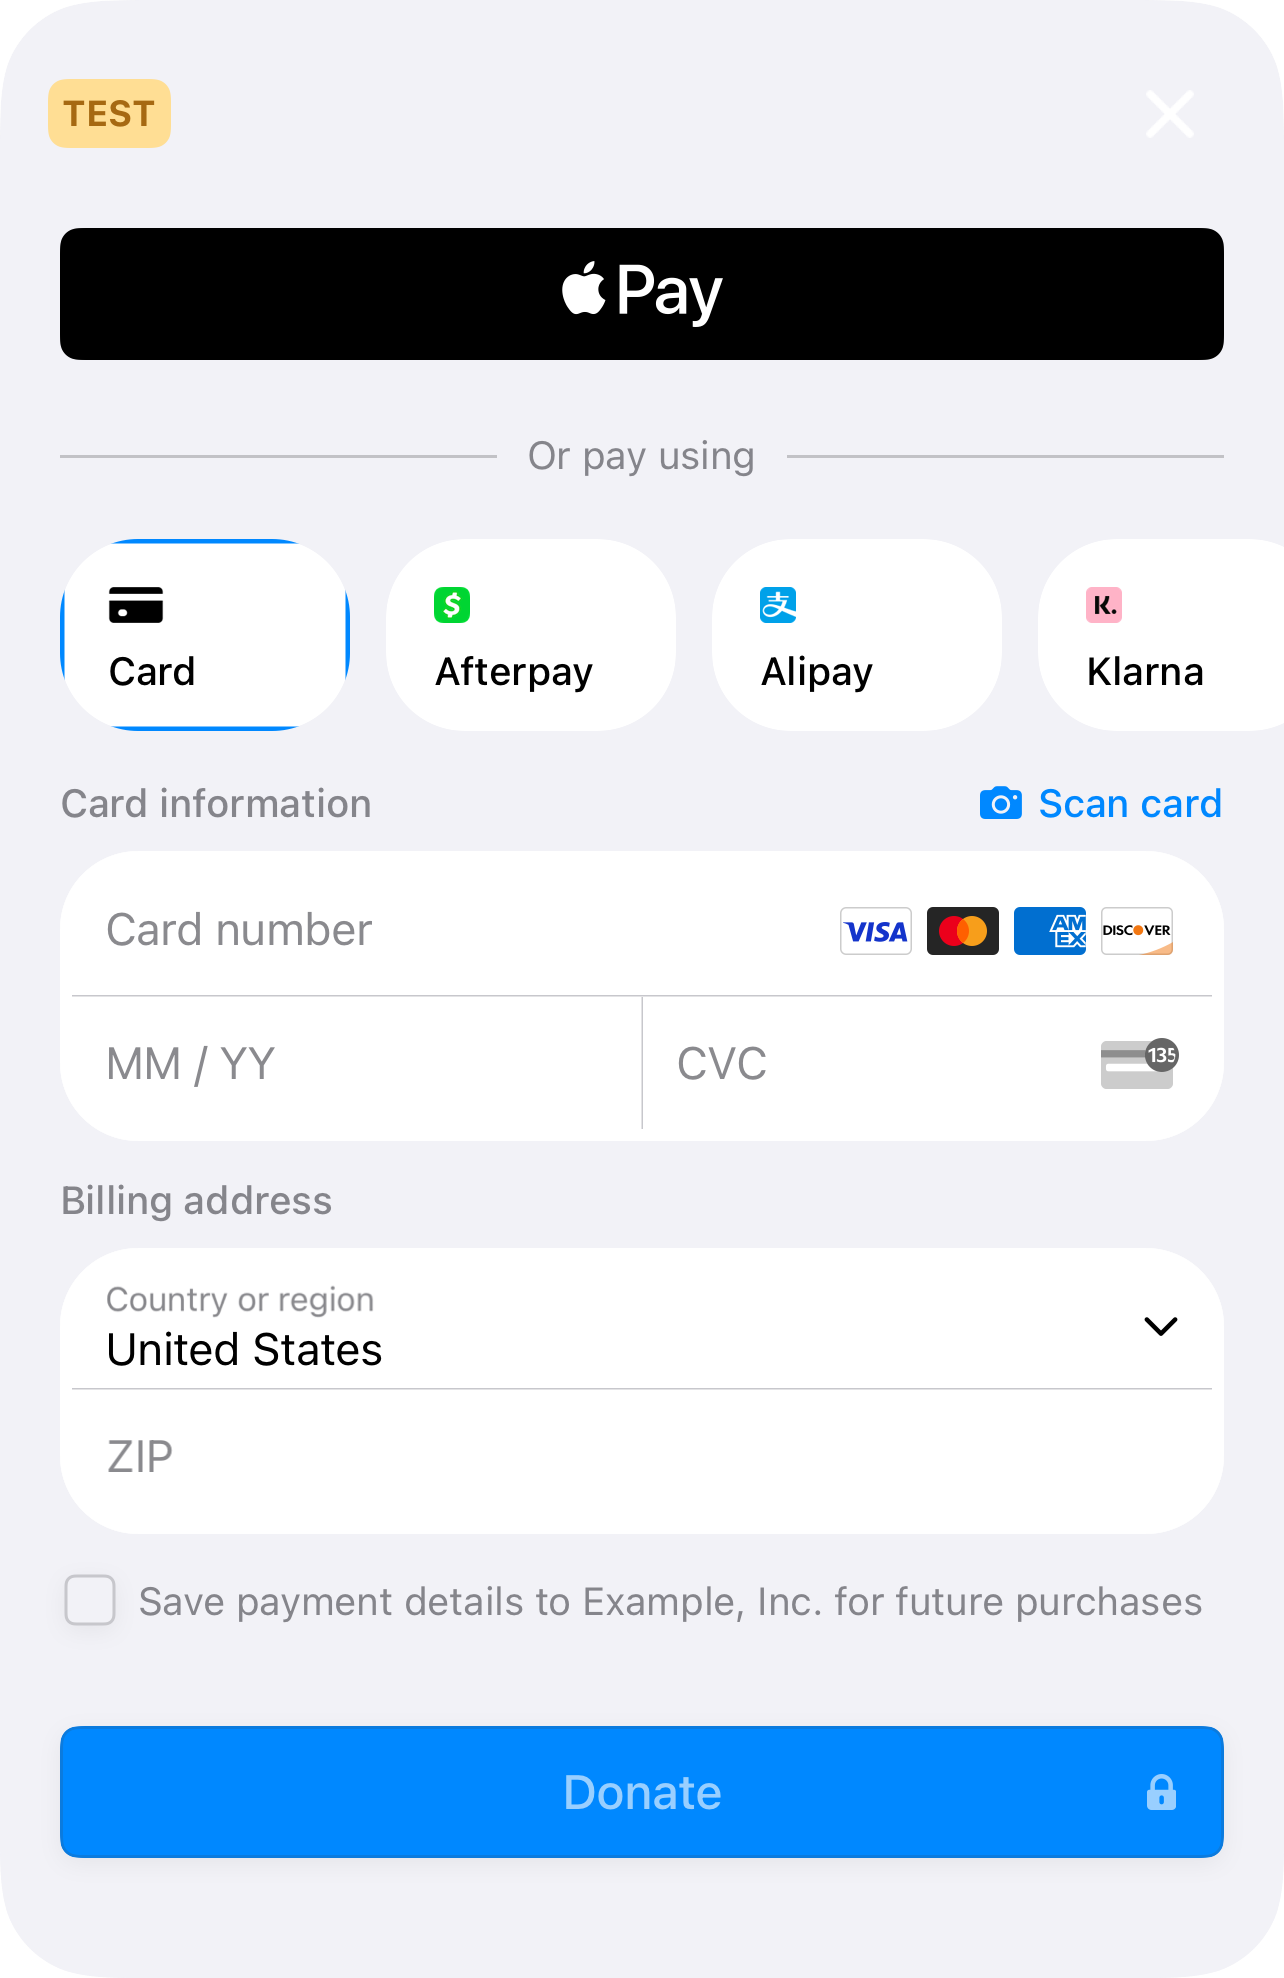 TEST
Pay
Or pay using
$
支
K.
Card
Afterpay
Alipay
Klarna
Card information
Scan card
Card number
VISA
AM
EX
DISCOVER
MM / YY
CVC
135
Billing address
Country or region
United States
ZIP
Save payment details to Example, Inc. for future purchases
Donate